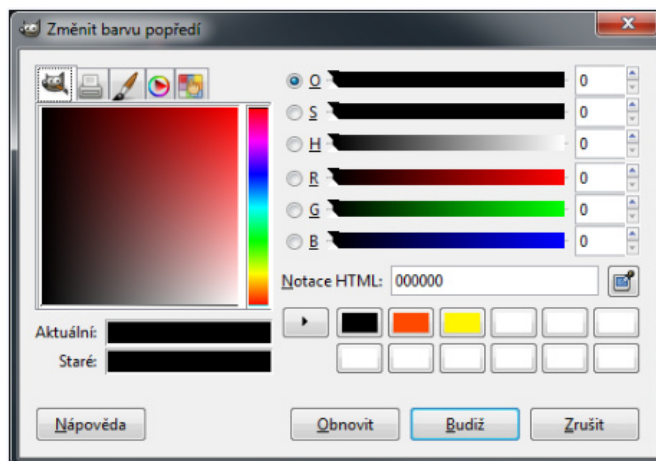 Změnit barvu popředí
O 0
S 0
H 0
R 0
G 0
B 0
Notace HTML: 000000
Aktuální:
Staré:
Nápověda Obnovit Budiž Zrušit